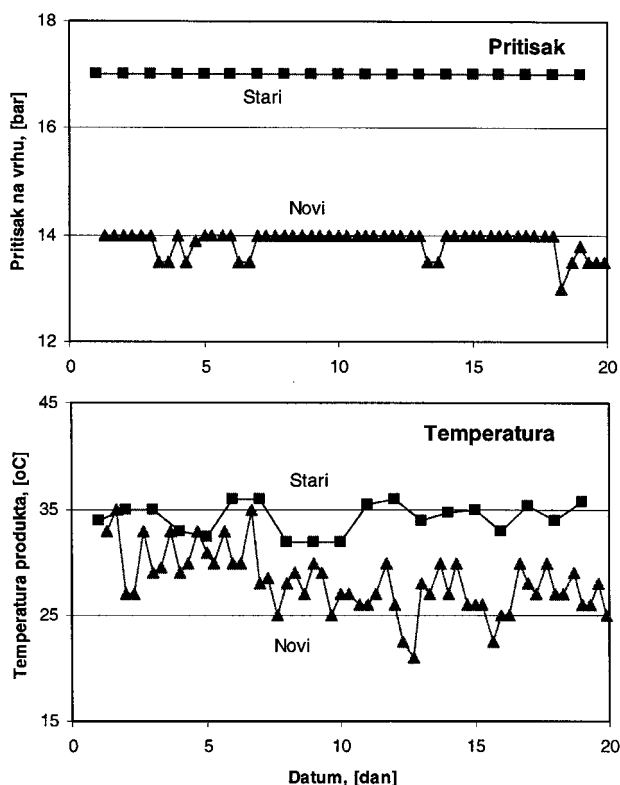 18
Pritisak
Stari
16
Pritisak na vrhu, [bar]
Novi
14
12
0 5 10 15 20
45
Temperatura
Stari
35
Temperatura produkta, [oC]
25
Novi
15
0 5 10 15 20
Datum, [dan]